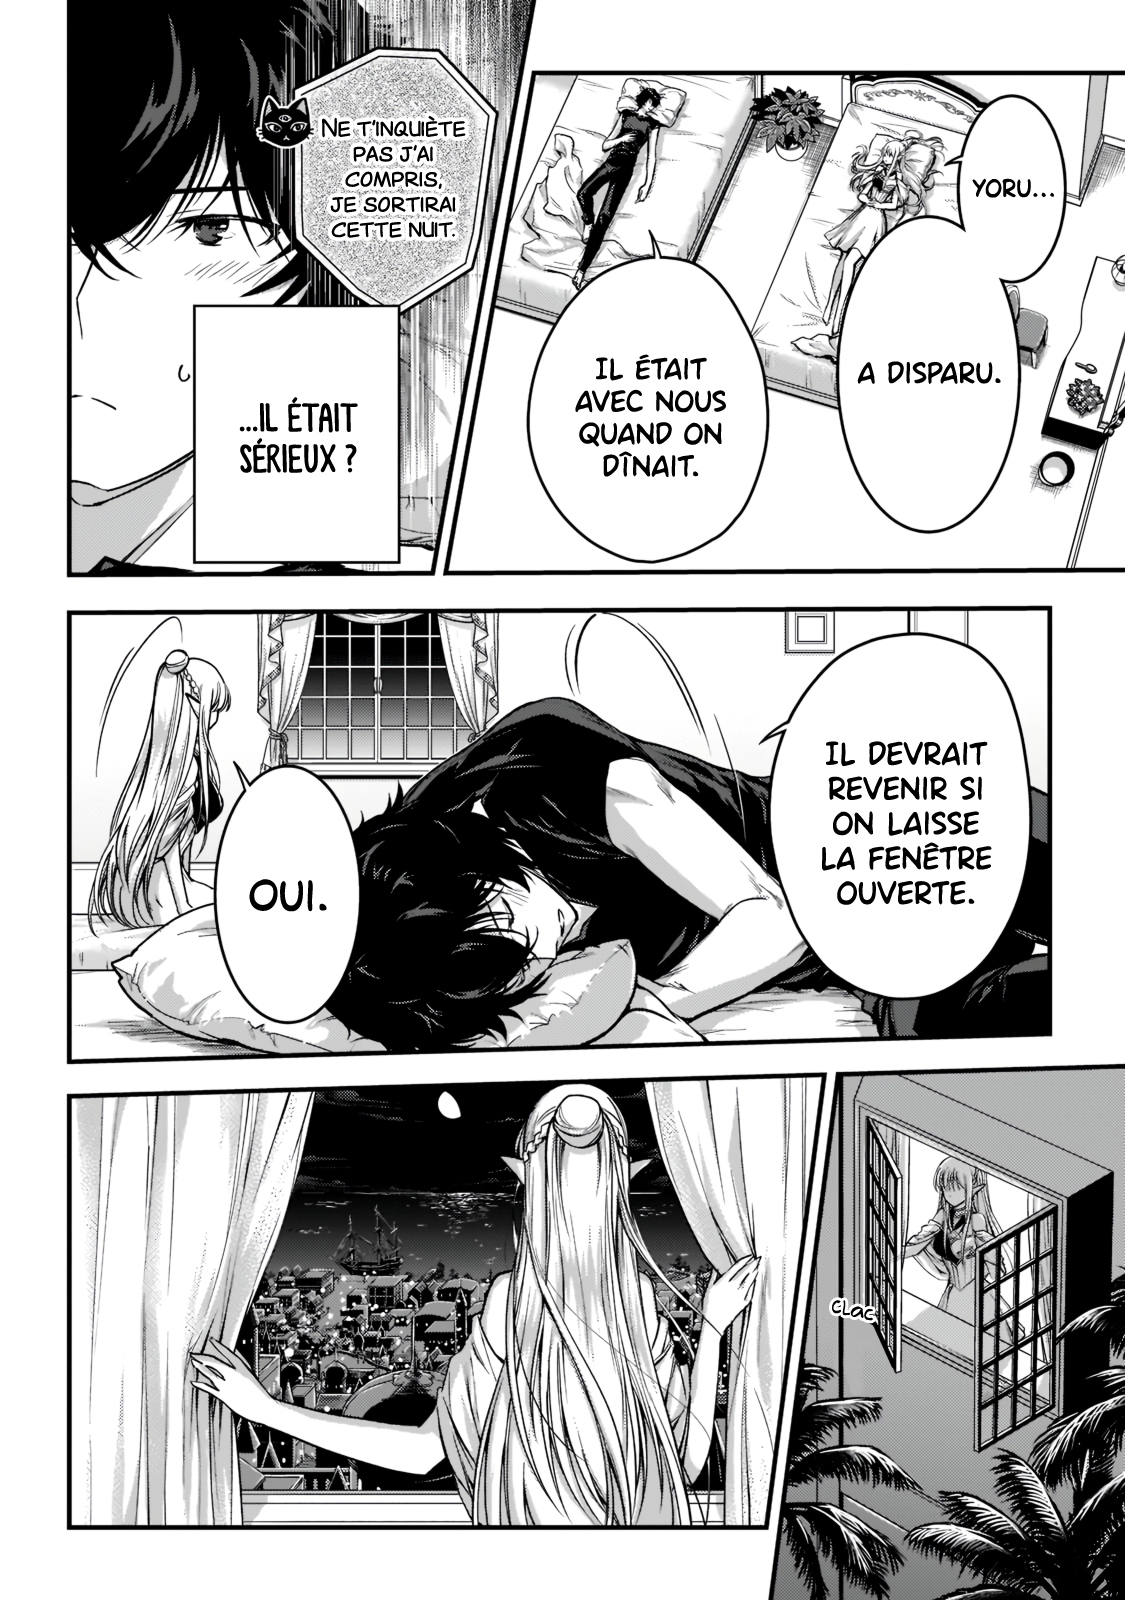 YORU...
A DISPARU.
IL ÉTAIT
AVEC NOUS
QUAND ON
DÎNAIT.
NE T'INQUIÈTE
PAS J'AI
COMPRIS,
JE SORTIRAI
CETTE NUIT.
...IL ÉTAIT
SÉRIEUX ?
IL DEVRAIT
REVENIR SI
ON LAISSE
LA FENÊTRE
OUVERTE.
OUI.
CLAC